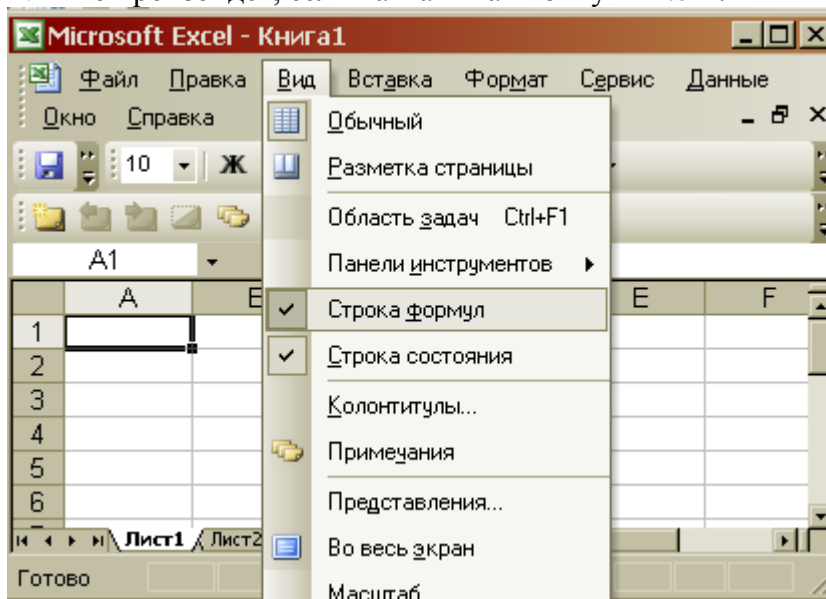 Microsoft Excel - Книга1
Файл Правка Вид Вставка Формат Сервис Данные
Окно Справка
10 Ж
A1
Обычный
Разметка страницы
Область задач Ctrl+F1
Панели инструментов
Строка формул
Строка состояния
Колонтитулы...
Примечания
Представления...
Во весь экран
Масштаб
A E F
1
2
3
4
5
6
Лист1 Лист2
Готово